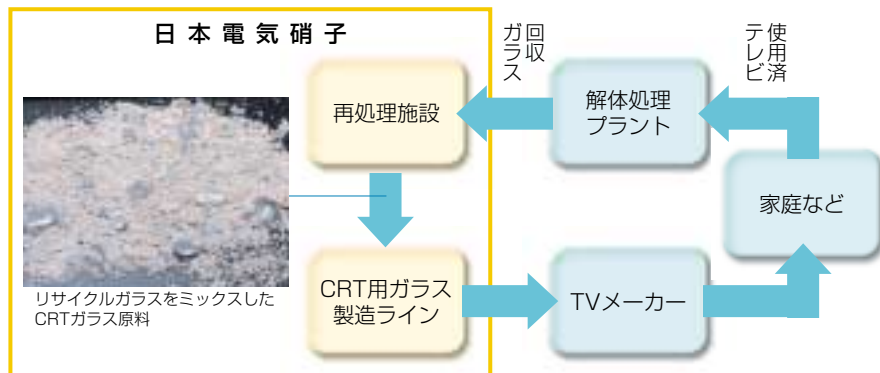 日本電気硝子
回収
ガラス
使用済
テレビ
再処理施設
解体処理
プラント
家庭など
リサイクルガラスをミックスした
CRTガラス原料
CRT用ガラス
製造ライン
TVメーカー